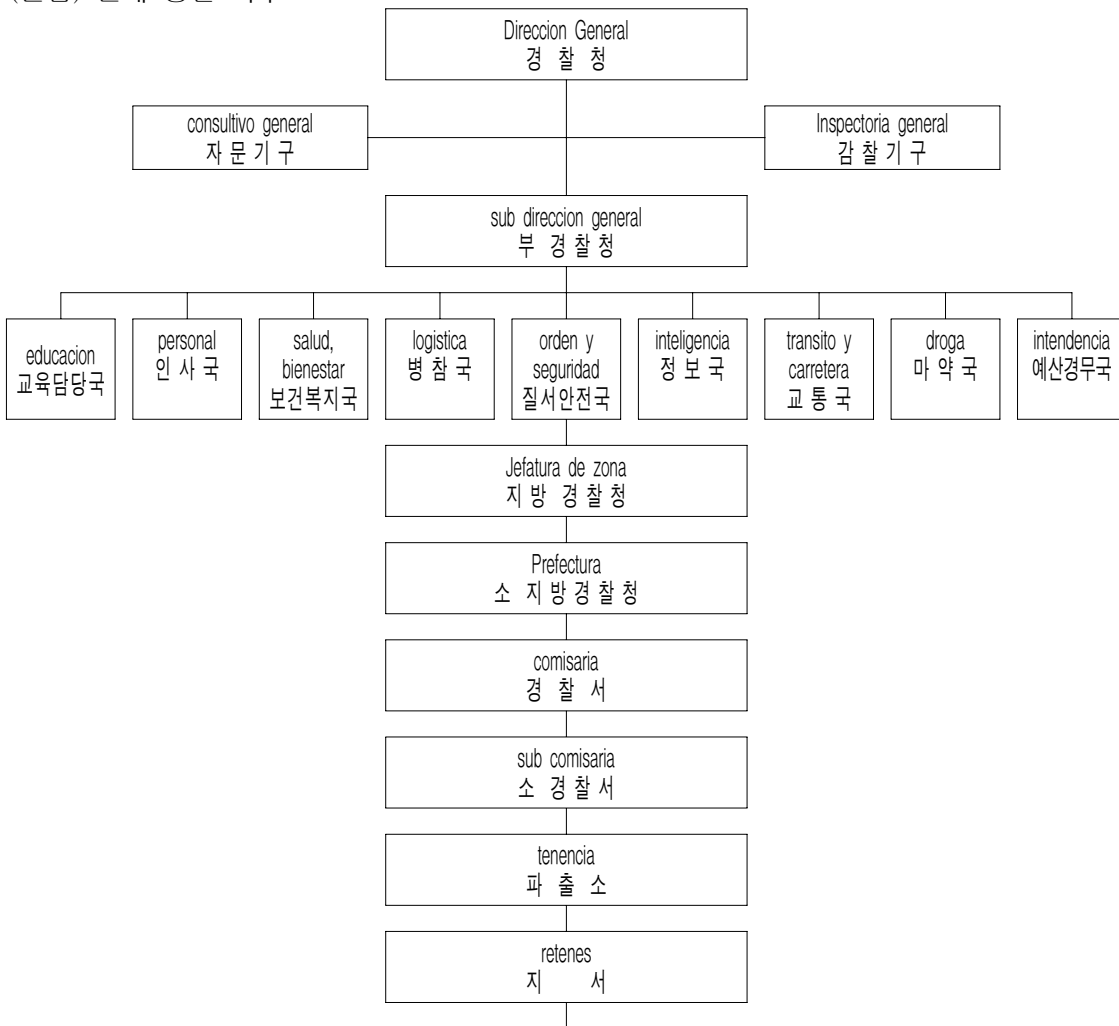 Direccion General
경 찰 청
consultivo general
자 문 기 구
Inspectoria general
감 찰 기 구
sub direccion general
부 경 찰 청
educacion
교육담당국
personal
인 사 국
salud,
bienestar
보건복지국
logistica
병 참 국
orden y
seguridad
질서안전국
inteligencia
정 보 국
transito y
carretera
교 통 국
droga
마 약 국
intendencia
예산경무국
Jefatura de zona
지 방 경 찰 청
Prefectura
소 지 방 경 찰 청
comisaria
경 찰 서
sub comisaria
소 경 찰 서
tenencia
파 출 소
retenes
지 서